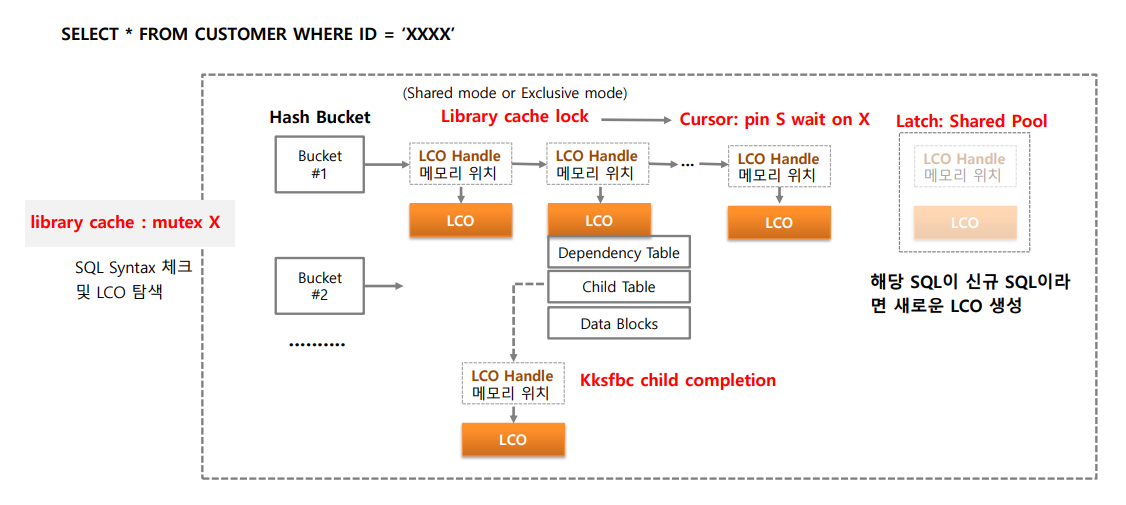 SELECT * FROM CUSTOMER WHERE ID = ‘XXXX’
(Shared mode or Exclusive mode)
Hash Bucket
Library cache lock
Cursor: pin S wait on X
Latch: Shared Pool
Bucket
#1
LCO Handle
메모리 위치
LCO
LCO Handle
메모리 위치
LCO
...
LCO Handle
메모리 위치
LCO
LCO Handle
메모리 위치
LCO
library cache : mutex X
SQL Syntax 체크
및 LCO 탐색
Dependency Table
Child Table
Data Blocks
Bucket
#2
해당 SQL이 신규 SQL이라
면 새로운 LCO 생성
..........
LCO Handle
메모리 위치
Kksfbc child completion
LCO